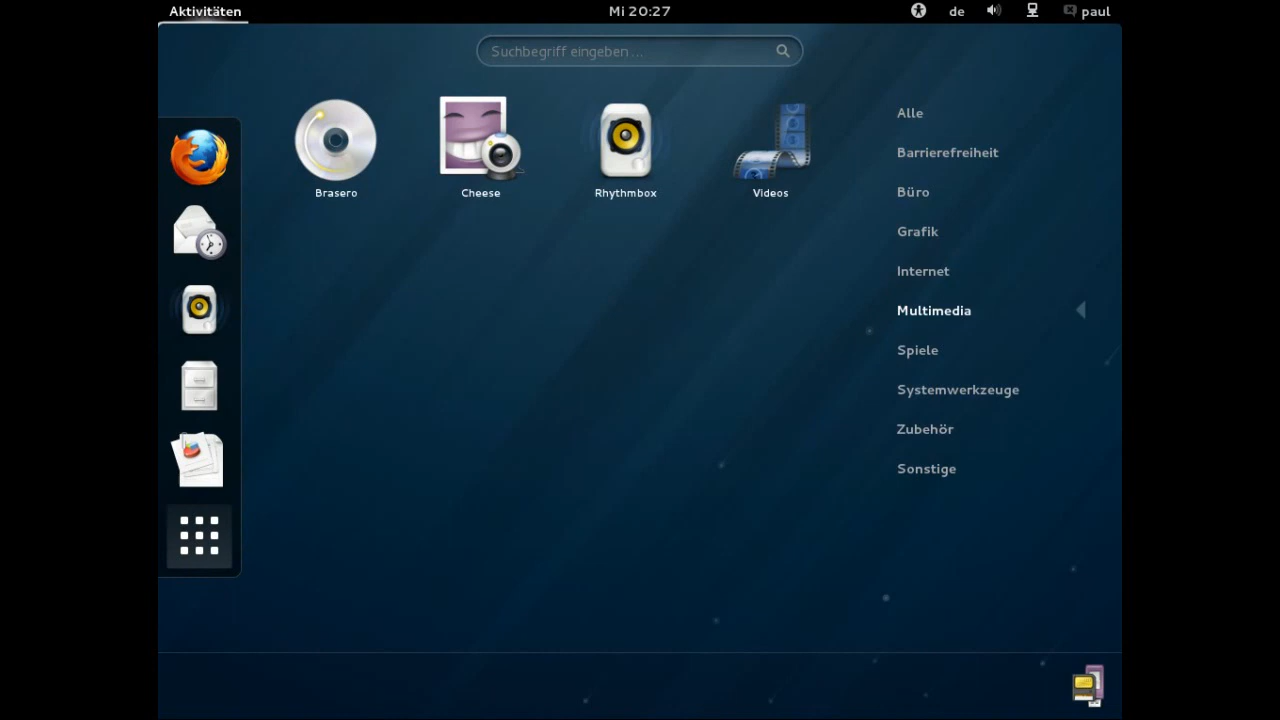 Aktivitäten
Mi 20:27
de
paul
Suchbegriff eingeben ...
Brasero
Cheese
Rhythmbox
Videos
Alle
Barrierefreiheit
Büro
Grafik
Internet
Multimedia
Spiele
Systemwerkzeuge
Zubehör
Sonstige